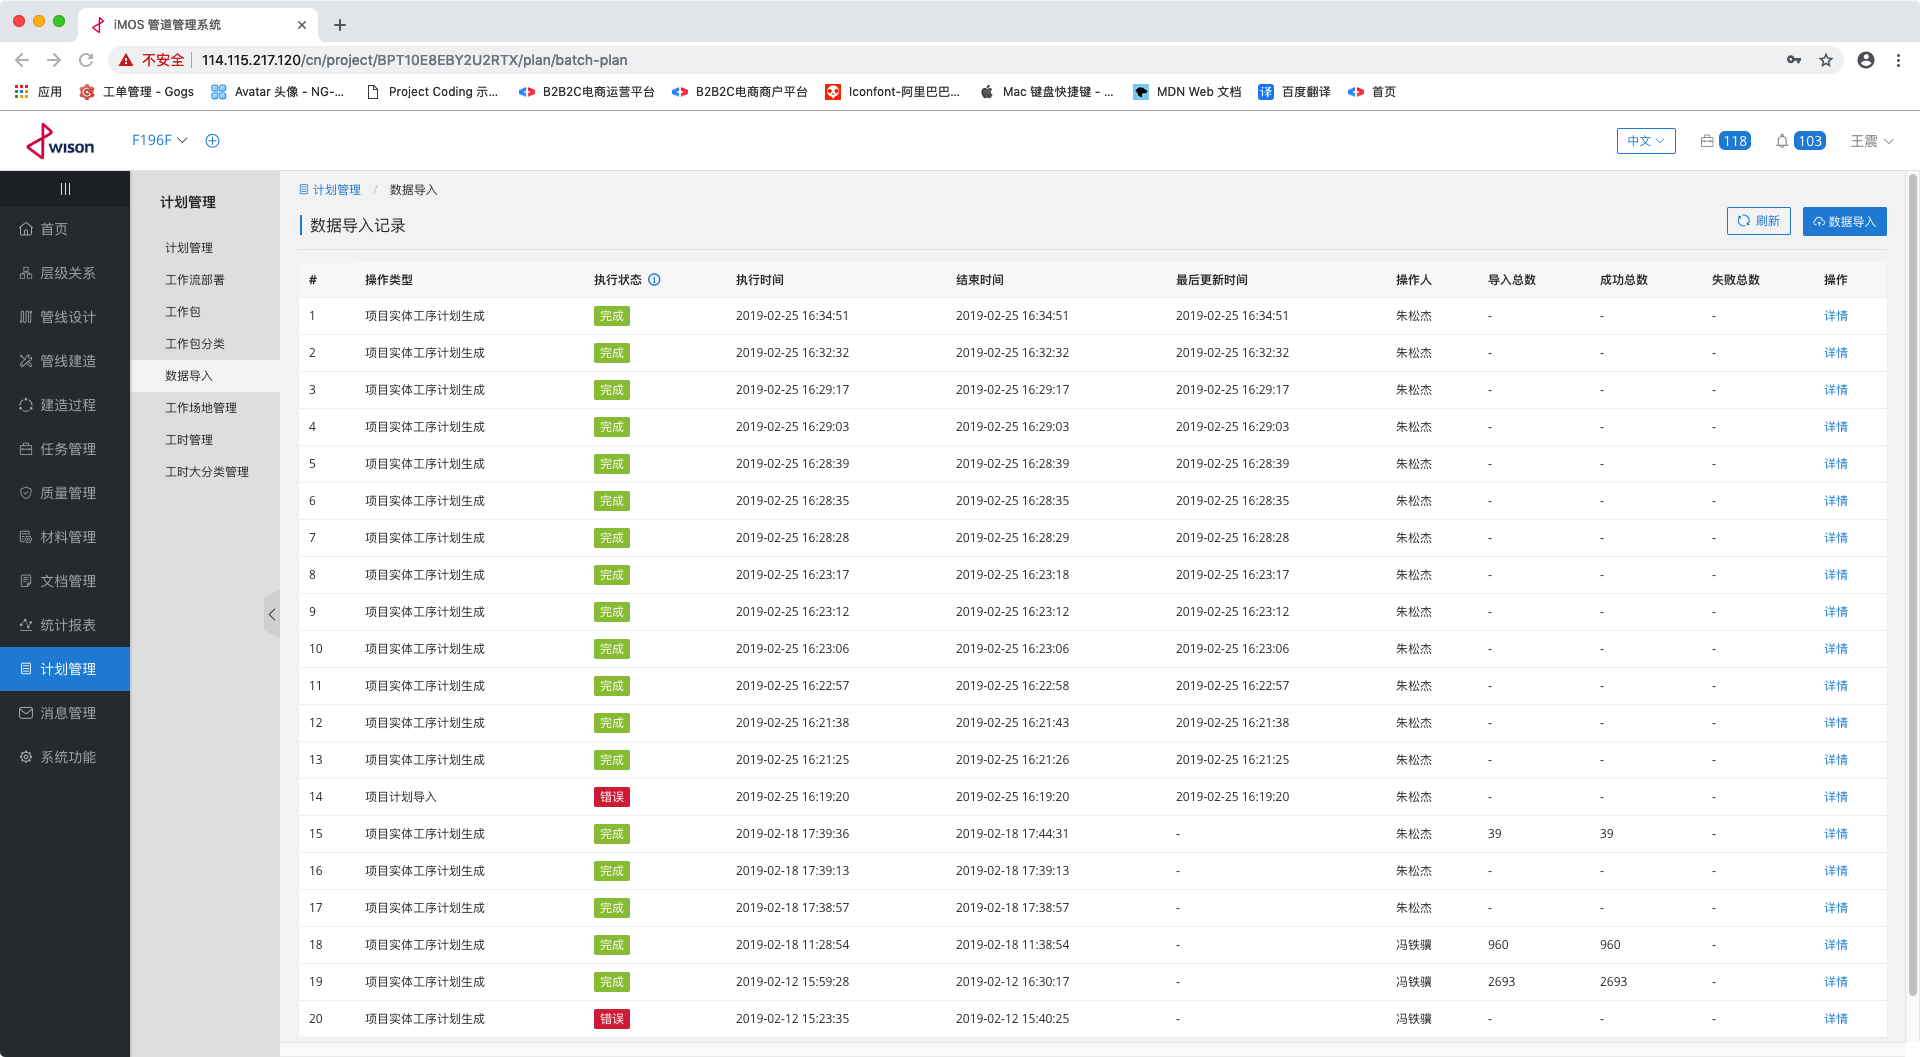 iMOS 管道管理系统
不安全 114.115.217.120/cn/project/BPT10E8EBY2U2RTX/plan/batch-plan
应用 工单管理 - Gogs Avatar 头像 - NG-... Project Coding 示... B2B2C电商运营平台 B2B2C电商商户平台 Iconfont-阿里巴巴... Mac 键盘快捷键 - ... MDN Web 文档 译 百度翻译 首页
wison F196F 中文 118 103 王震
首页
层级关系
管线设计
管线建造
建造过程
任务管理
质量管理
材料管理
文档管理
统计报表
计划管理
消息管理
系统功能
计划管理
计划管理
工作流部署
工作包
工作包分类
数据导入
工作场地管理
工时管理
工时大分类管理
计划管理 / 数据导入
数据导入记录
刷新 数据导入
# 操作类型 执行状态 执行时间 结束时间 最后更新时间 操作人 导入总数 成功总数 失败总数 操作
1 项目实体工序计划生成 完成 2019-02-25 16:34:51 2019-02-25 16:34:51 2019-02-25 16:34:51 朱松杰 - - - 详情
2 项目实体工序计划生成 完成 2019-02-25 16:32:32 2019-02-25 16:32:32 2019-02-25 16:32:32 朱松杰 - - - 详情
3 项目实体工序计划生成 完成 2019-02-25 16:29:17 2019-02-25 16:29:17 2019-02-25 16:29:17 朱松杰 - - - 详情
4 项目实体工序计划生成 完成 2019-02-25 16:29:03 2019-02-25 16:29:03 2019-02-25 16:29:03 朱松杰 - - - 详情
5 项目实体工序计划生成 完成 2019-02-25 16:28:39 2019-02-25 16:28:39 2019-02-25 16:28:39 朱松杰 - - - 详情
6 项目实体工序计划生成 完成 2019-02-25 16:28:35 2019-02-25 16:28:35 2019-02-25 16:28:35 朱松杰 - - - 详情
7 项目实体工序计划生成 完成 2019-02-25 16:28:28 2019-02-25 16:28:29 2019-02-25 16:28:28 朱松杰 - - - 详情
8 项目实体工序计划生成 完成 2019-02-25 16:23:17 2019-02-25 16:23:18 2019-02-25 16:23:17 朱松杰 - - - 详情
9 项目实体工序计划生成 完成 2019-02-25 16:23:12 2019-02-25 16:23:12 2019-02-25 16:23:12 朱松杰 - - - 详情
10 项目实体工序计划生成 完成 2019-02-25 16:23:06 2019-02-25 16:23:06 2019-02-25 16:23:06 朱松杰 - - - 详情
11 项目实体工序计划生成 完成 2019-02-25 16:22:57 2019-02-25 16:22:58 2019-02-25 16:22:57 朱松杰 - - - 详情
12 项目实体工序计划生成 完成 2019-02-25 16:21:38 2019-02-25 16:21:43 2019-02-25 16:21:38 朱松杰 - - - 详情
13 项目实体工序计划生成 完成 2019-02-25 16:21:25 2019-02-25 16:21:26 2019-02-25 16:21:25 朱松杰 - - - 详情
14 项目计划导入 错误 2019-02-25 16:19:20 2019-02-25 16:19:20 2019-02-25 16:19:20 朱松杰 - - - 详情
15 项目实体工序计划生成 完成 2019-02-18 17:39:36 2019-02-18 17:44:31 - 朱松杰 39 39 - 详情
16 项目实体工序计划生成 完成 2019-02-18 17:39:13 2019-02-18 17:39:13 - 朱松杰 - - - 详情
17 项目实体工序计划生成 完成 2019-02-18 17:38:57 2019-02-18 17:38:57 - 朱松杰 - - - 详情
18 项目实体工序计划生成 完成 2019-02-18 11:28:54 2019-02-18 11:38:54 - 冯铁骥 960 960 - 详情
19 项目实体工序计划生成 完成 2019-02-12 15:59:28 2019-02-12 16:30:17 - 冯铁骥 2693 2693 - 详情
20 项目实体工序计划生成 错误 2019-02-12 15:23:35 2019-02-12 15:40:25 - 冯铁骥 - - - 详情